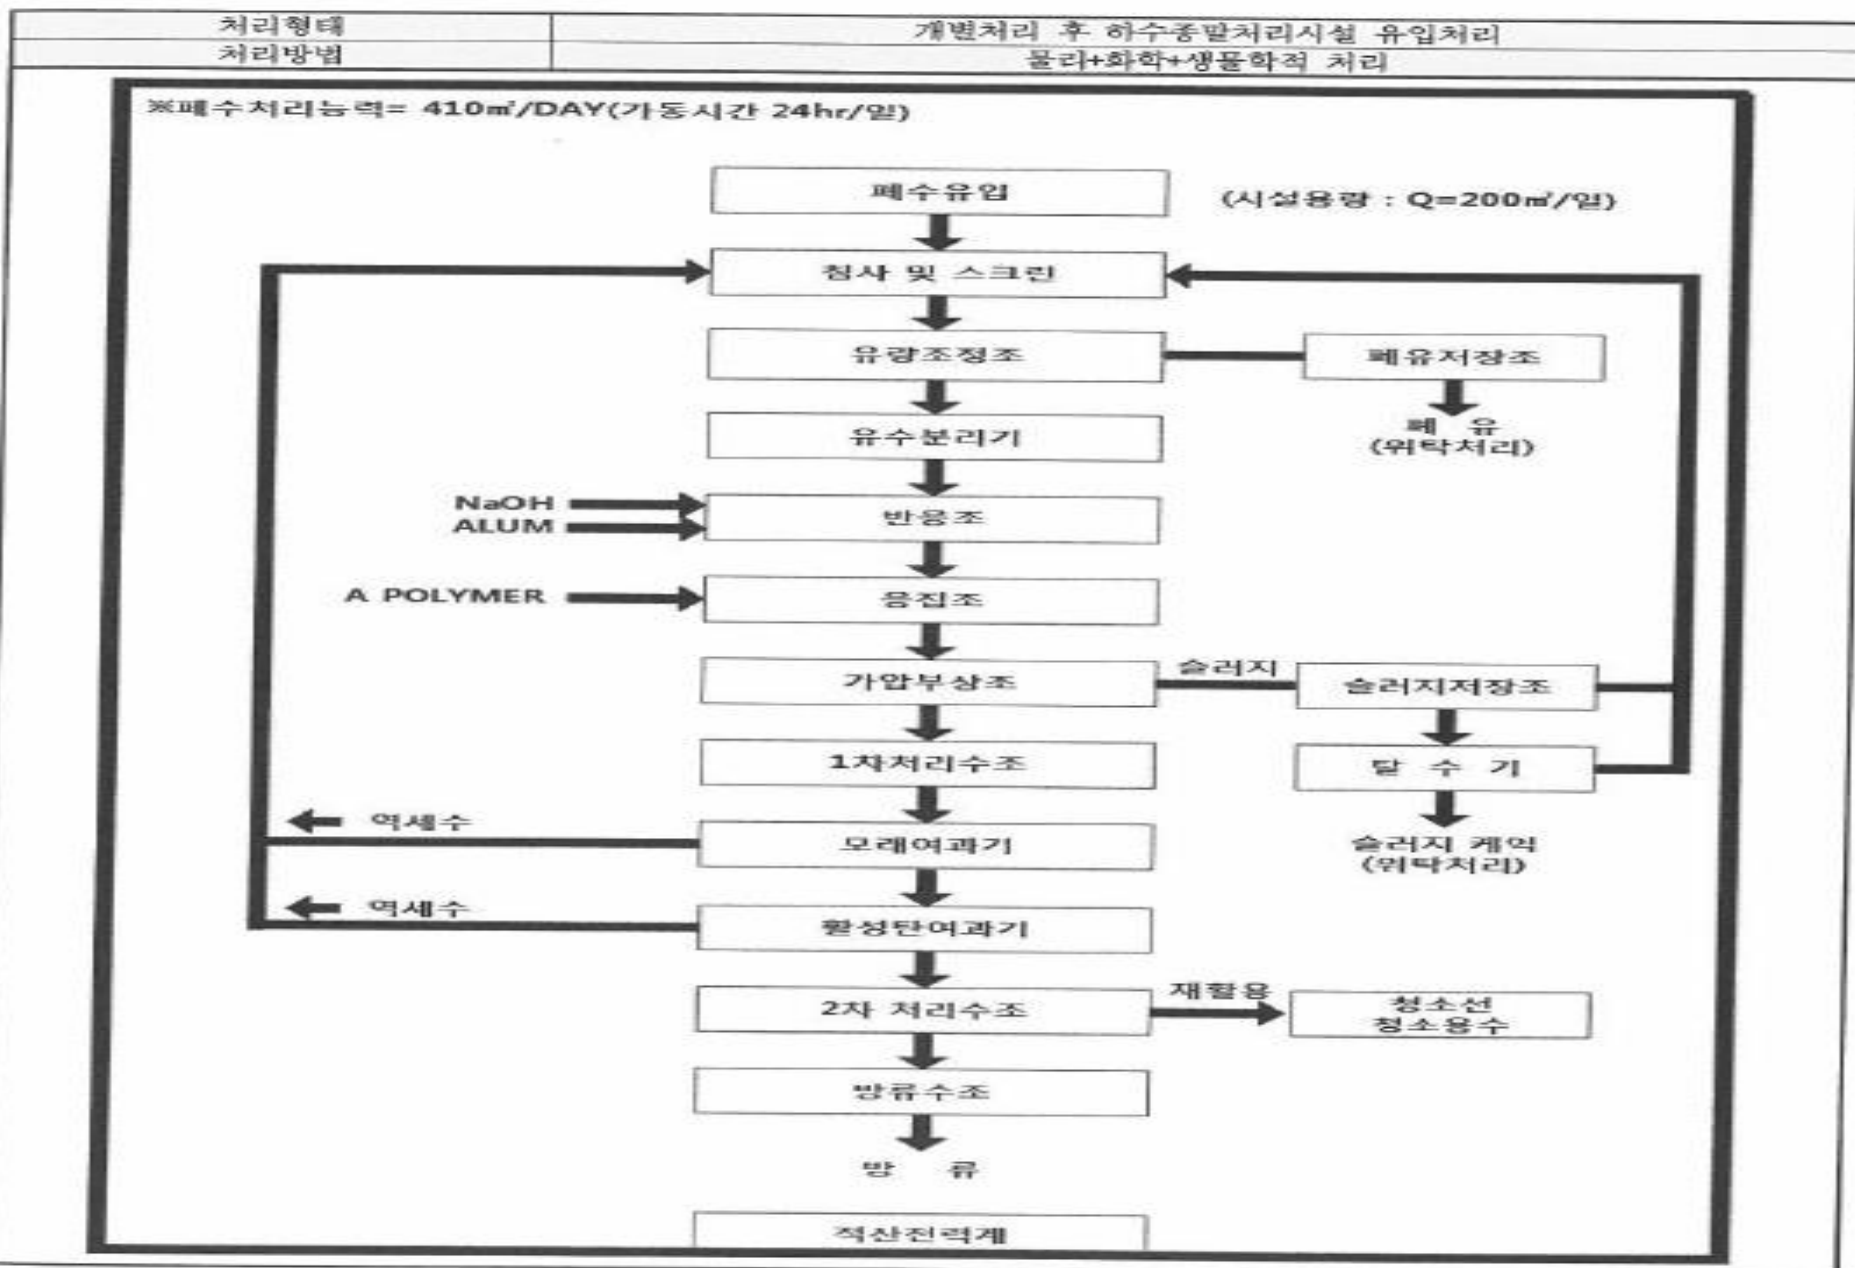 처리형태 개별처리 후 하수종말처리시설 유입처리
처리방법 물리+화학+생물학적 처리
※폐수처리능력= 410㎥/DAY(가동시간 24hr/일)
폐수유입
(시설용량 : Q=200㎥/일)
침사 및 스크린
유량조정조
폐유저장조
폐 유
(위탁처리)
유수분리기
NaOH
ALUM
반응조
A POLYMER
응집조
가압부상조
슬러지
슬러지저장조
1차처리수조
탈 수 기
역세수
모래여과기
슬러지 케익
(위탁처리)
역세수
활성탄여과기
2차 처리수조
재활용
청소선
청소용수
방류수조
방 류
적산전력계